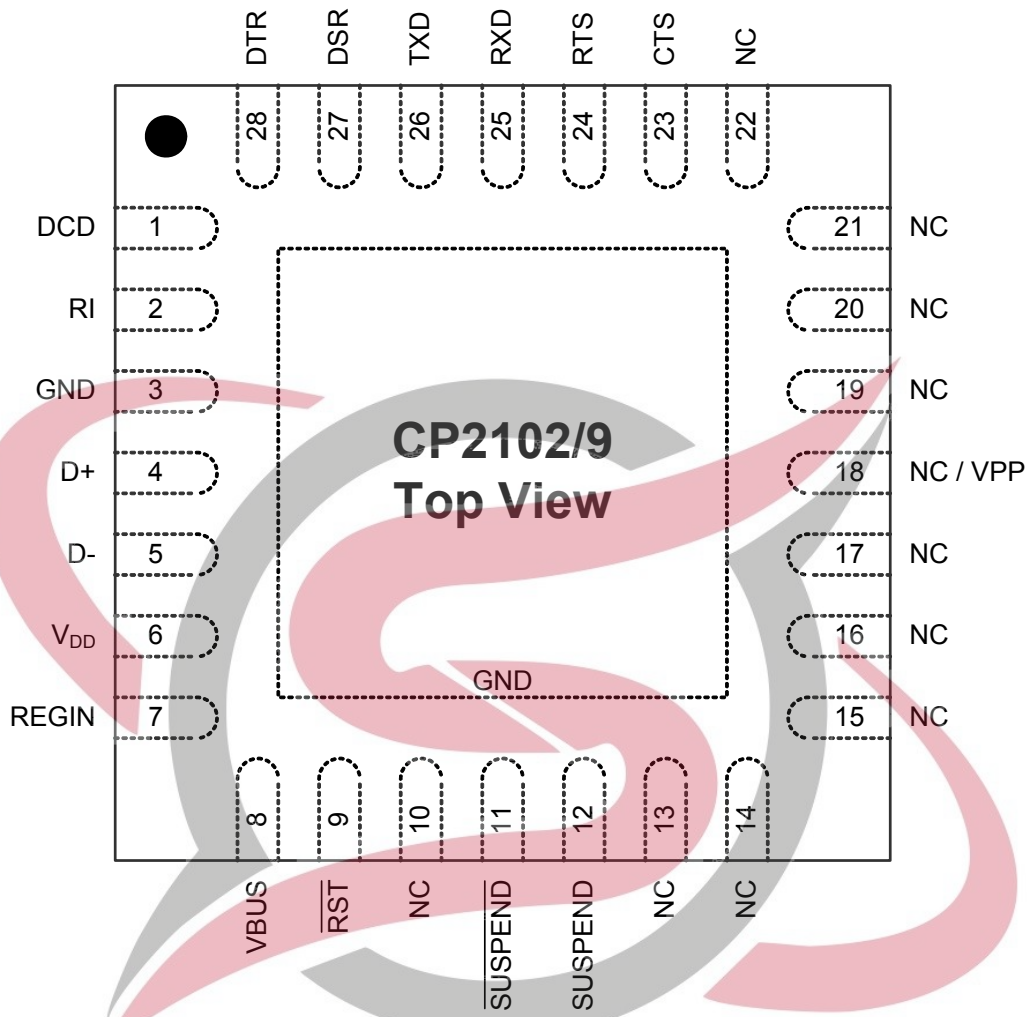 DTR
DSR
TXD
RXD
RTS
CTS
NC
28
27
26
25
24
23
22
DCD 1
21 NC
RI 2
20 NC
GND 3
19 NC
D+ 4
18 NC / VPP
D- 5
17 NC
VDD 6
16 NC
REGIN 7
15 NC
CP2102/9
Top View
GND
8
9
10
11
12
13
14
VBUS
RST
NC
SUSPEND
SUSPEND
NC
NC